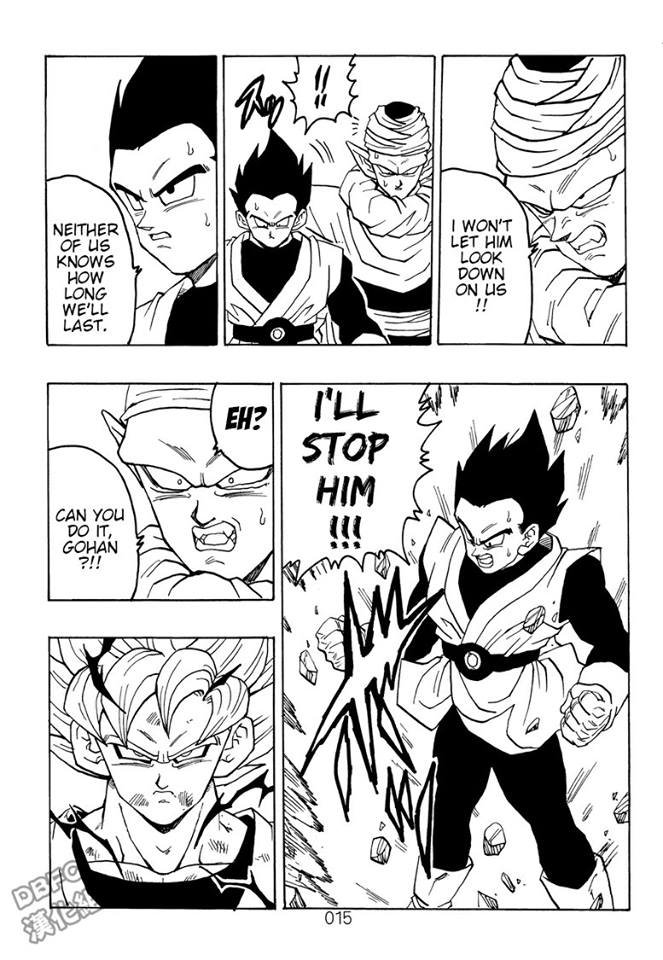 I WON'T
LET HIM
LOOK
DOWN
ON US
!!
!!
NEITHER
OF US
KNOWS
HOW
LONG
WE'LL
LAST.
I'LL
STOP
HIM
!!!
EH?
CAN YOU
DO IT,
GOHAN
?!!
015